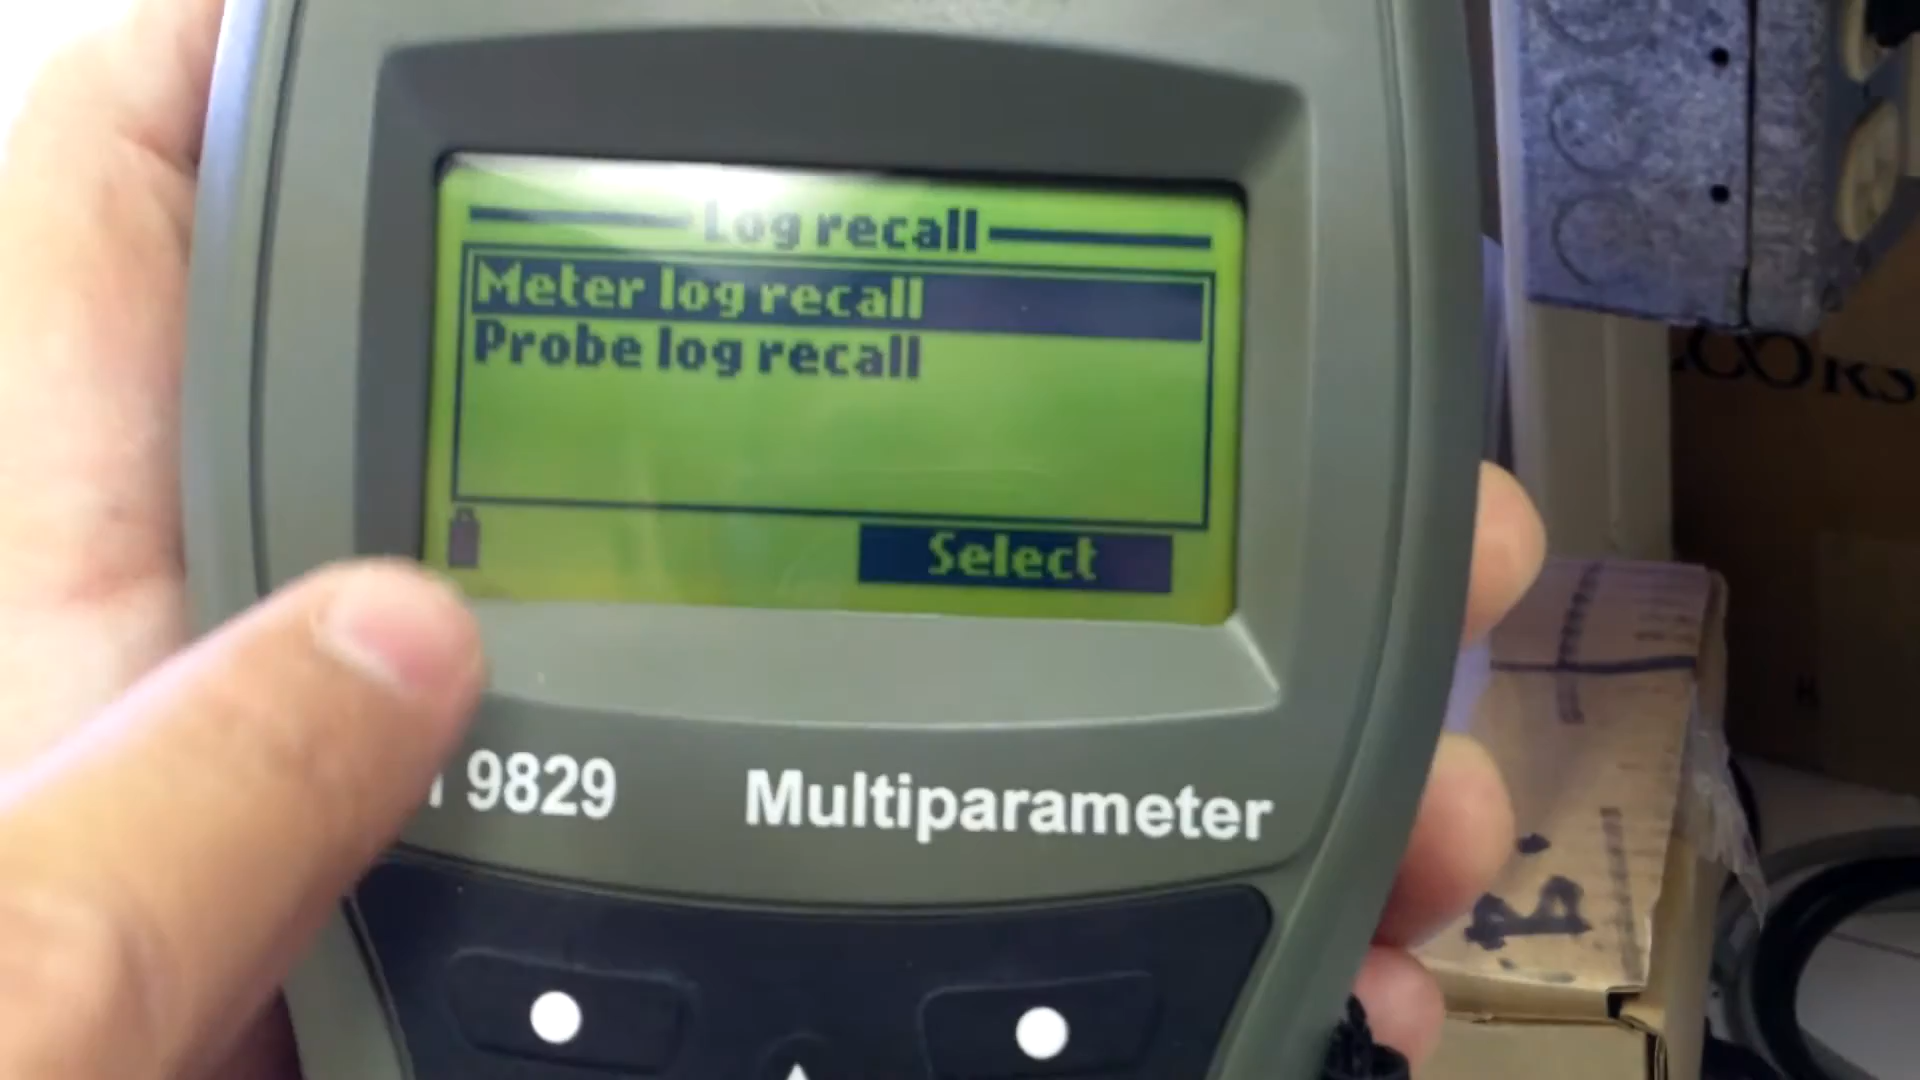 Log recall
Meter log recall
Probe log recall
Select
9829 Multiparameter